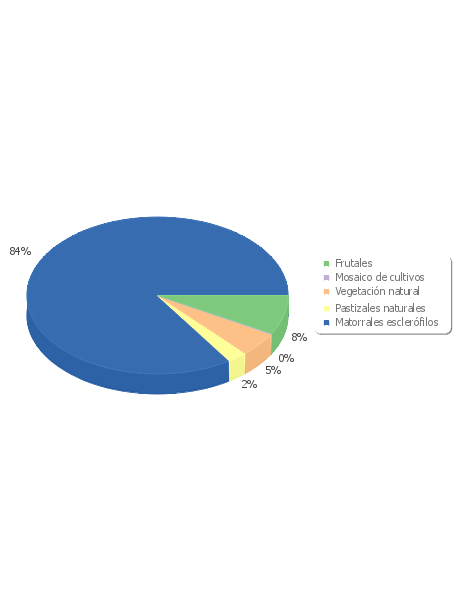 84%
Frutales
Mosaico de cultivos
Vegetación natural
Pastizales naturales
Matorrales esclerófilos
8%
0%
5%
2%